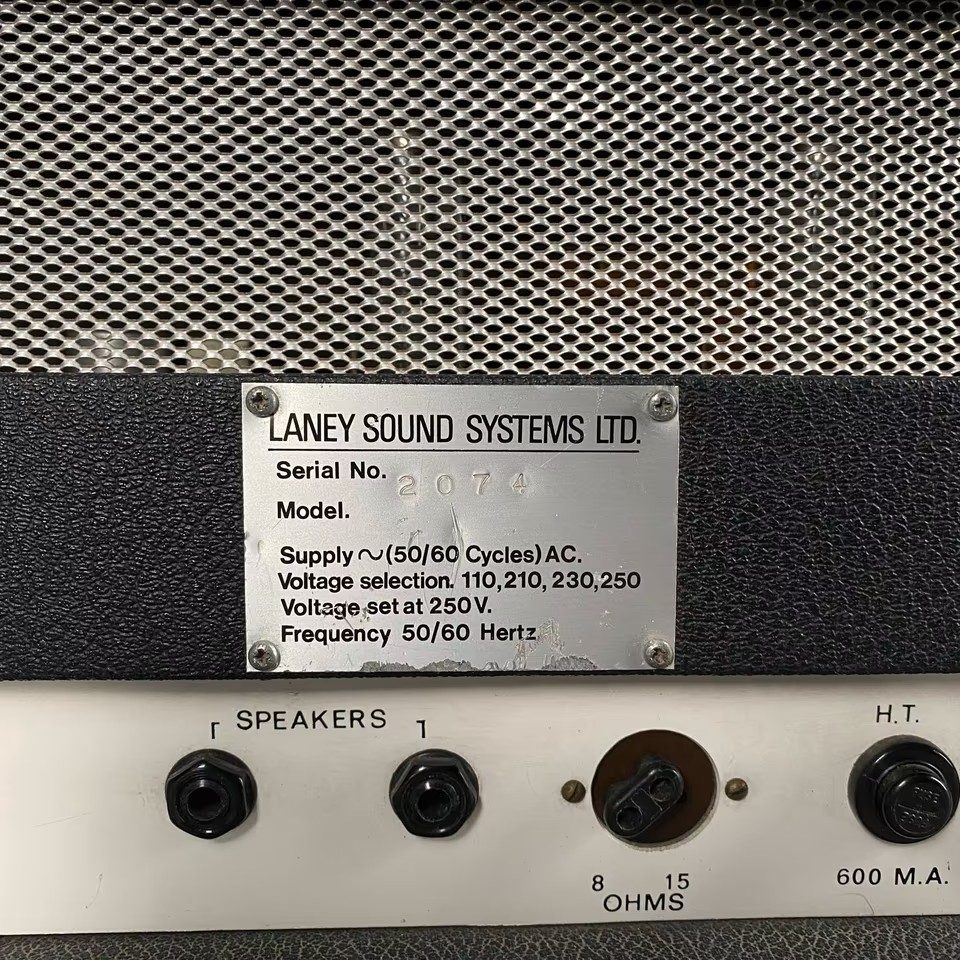 LANEY SOUND SYSTEMS LTD.
Serial No. 2074
Model.
Supply ~ (50/60 Cycles) AC.
Voltage selection. 110,210, 230,250
Voltage set at 250V.
Frequency 50/60 Hertz
SPEAKERS
H.T.
FUSE
8 15
OHMS
600 M.A.